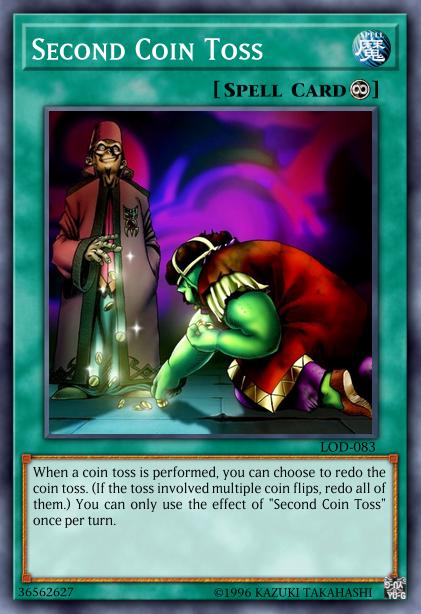 Second Coin Toss
SPELL
魔
[Spell Card]
LOD-083
When a coin toss is performed, you can choose to redo the
coin toss. (If the toss involved multiple coin flips, redo all of
them.) You can only use the effect of "Second Coin Toss"
once per turn.
36562627
©1996 KAZUKI TAKAHASHI